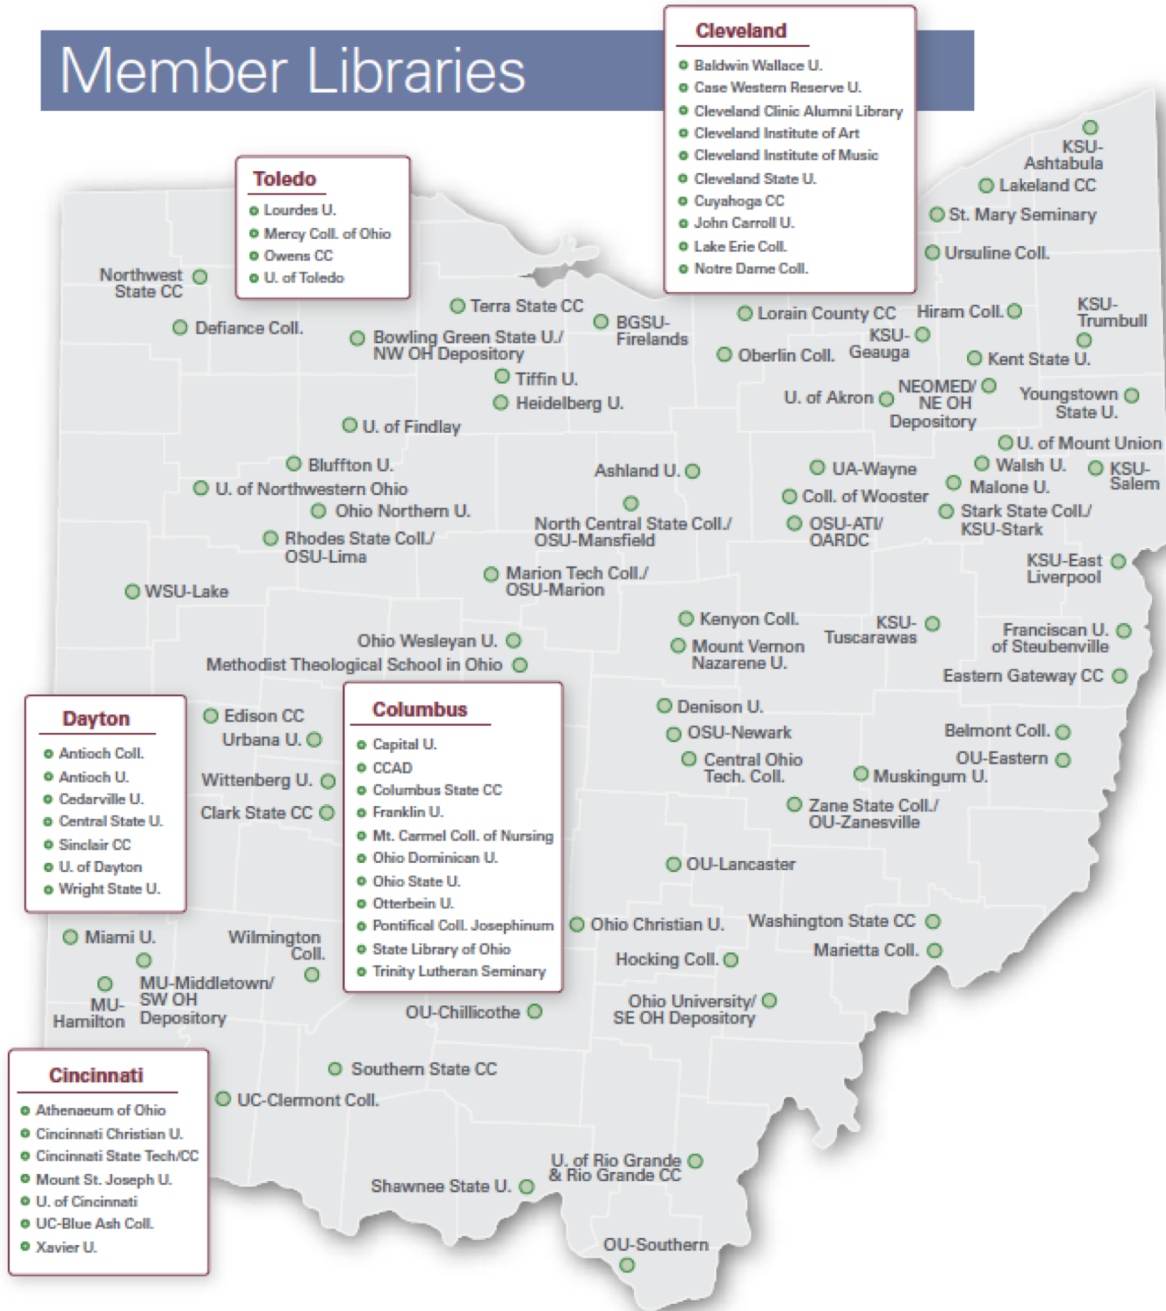 Member Libraries
Cleveland
Baldwin Wallace U.
Case Western Reserve U.
Cleveland Clinic Alumni Library
Cleveland Institute of Art
Cleveland Institute of Music
Cleveland State U.
Cuyahoga CC
John Carroll U.
Lake Erie Coll.
Notre Dame Coll.
Toledo
Lourdes U.
Mercy Coll. of Ohio
Owens CC
U. of Toledo
KSU-
Ashtabula
Lakeland CC
St. Mary Seminary
Ursuline Coll.
Northwest
State CC
Defiance Coll.
Terra State CC
Bowling Green State U./
NW OH Depository
BGSU-
Firelands
Lorain County CC
Hiram Coll.
KSU-
Trumbull
KSU-
Geauga
Oberlin Coll.
Kent State U.
Tiffin U.
Heidelberg U.
U. of Akron
NEOMED/
NE OH
Depository
Youngstown
State U.
U. of Findlay
U. of Mount Union
Bluffton U.
Ashland U.
UA-Wayne
Walsh U.
KSU-
Salem
Malone U.
U. of Northwestern Ohio
Coll. of Wooster
Ohio Northern U.
North Central State Coll./
OSU-Mansfield
OSU-ATI/
OARDC
Stark State Coll./
KSU-Stark
Rhodes State Coll./
OSU-Lima
Marion Tech Coll./
OSU-Marion
KSU-East
Liverpool
WSU-Lake
Kenyon Coll.
KSU-
Tuscarawas
Franciscan U.
of Steubenville
Ohio Wesleyan U.
Mount Vernon
Nazarene U.
Methodist Theological School in Ohio
Eastern Gateway CC
Dayton
Antioch Coll.
Antioch U.
Cedarville U.
Central State U.
Sinclair CC
U. of Dayton
Wright State U.
Edison CC
Urbana U.
Wittenberg U.
Clark State CC
Columbus
Capital U.
CCAD
Columbus State CC
Franklin U.
Mt. Carmel Coll. of Nursing
Ohio Dominican U.
Ohio State U.
Otterbein U.
Pontifical Coll. Josephinum
State Library of Ohio
Trinity Lutheran Seminary
Denison U.
OSU-Newark
Central Ohio
Tech. Coll.
Belmont Coll.
OU-Eastern
Muskingum U.
Zane State Coll./
OU-Zanesville
OU-Lancaster
Ohio Christian U.
Washington State CC
Marietta Coll.
Hocking Coll.
Ohio University/
SE OH Depository
Miami U.
Wilmington
Coll.
MU-Middletown/
SW OH
Depository
MU-
Hamilton
OU-Chillicothe
Cincinnati
Athenaeum of Ohio
Cincinnati Christian U.
Cincinnati State Tech/CC
Mount St. Joseph U.
U. of Cincinnati
UC-Blue Ash Coll.
Xavier U.
Southern State CC
UC-Clermont Coll.
U. of Rio Grande
& Rio Grande CC
Shawnee State U.
OU-Southern